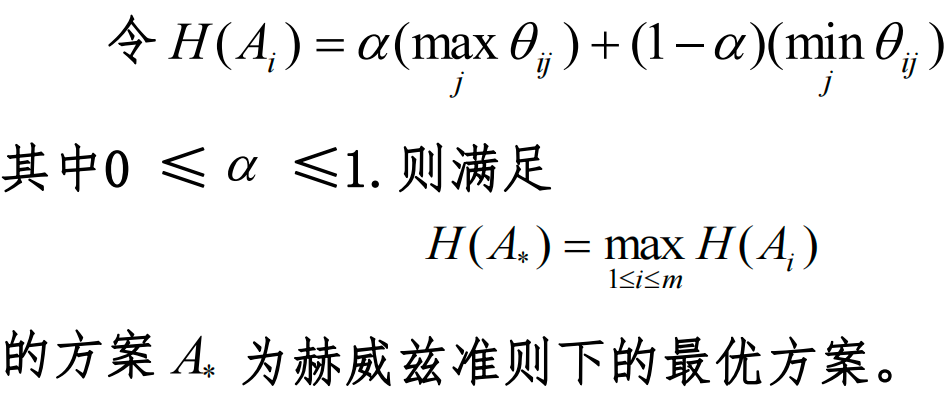 令 H(A_i) = α(max_j θ_ij) + (1 − α)(min_j θ_ij)
其中0 ≤ α ≤1. 则满足
H(A_*) = max_{1≤i≤m} H(A_i)
的方案 A_* 为赫威兹准则下的最优方案。